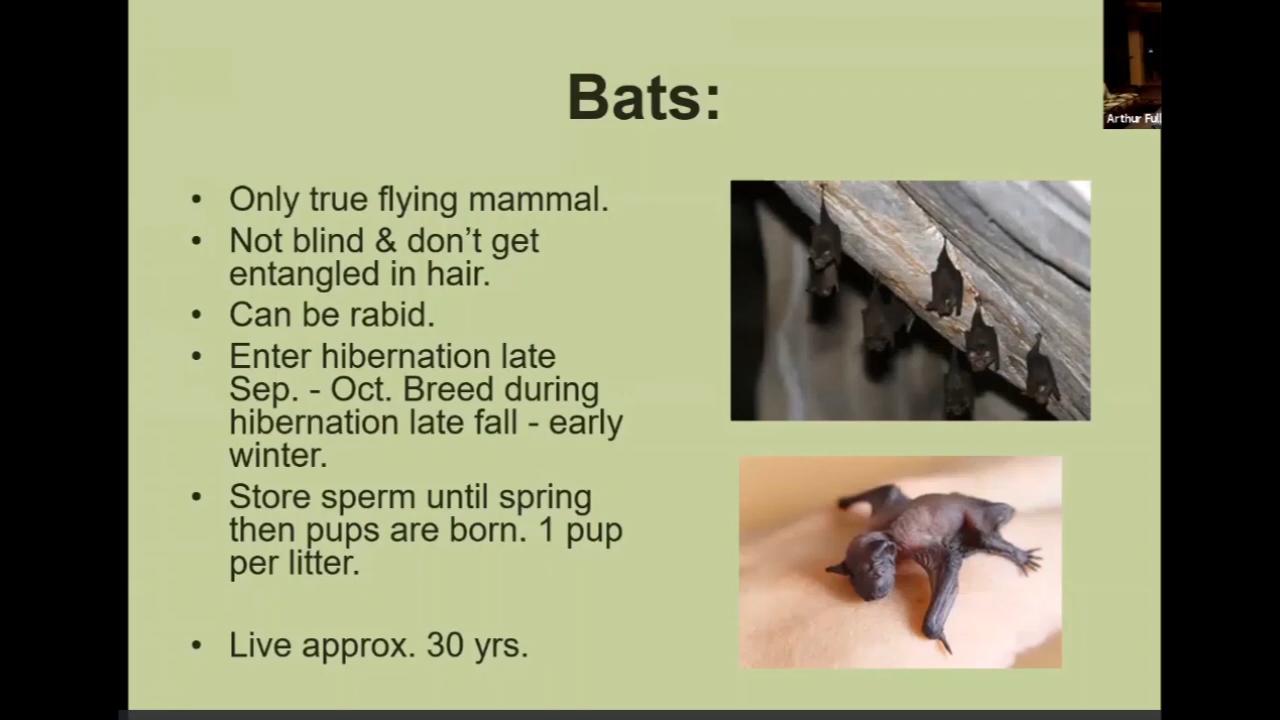 Bats:
Arthur Ful
• Only true flying mammal.
• Not blind & don’t get
entangled in hair.
• Can be rabid.
• Enter hibernation late
Sep. - Oct. Breed during
hibernation late fall - early
winter.
• Store sperm until spring
then pups are born. 1 pup
per litter.
• Live approx. 30 yrs.